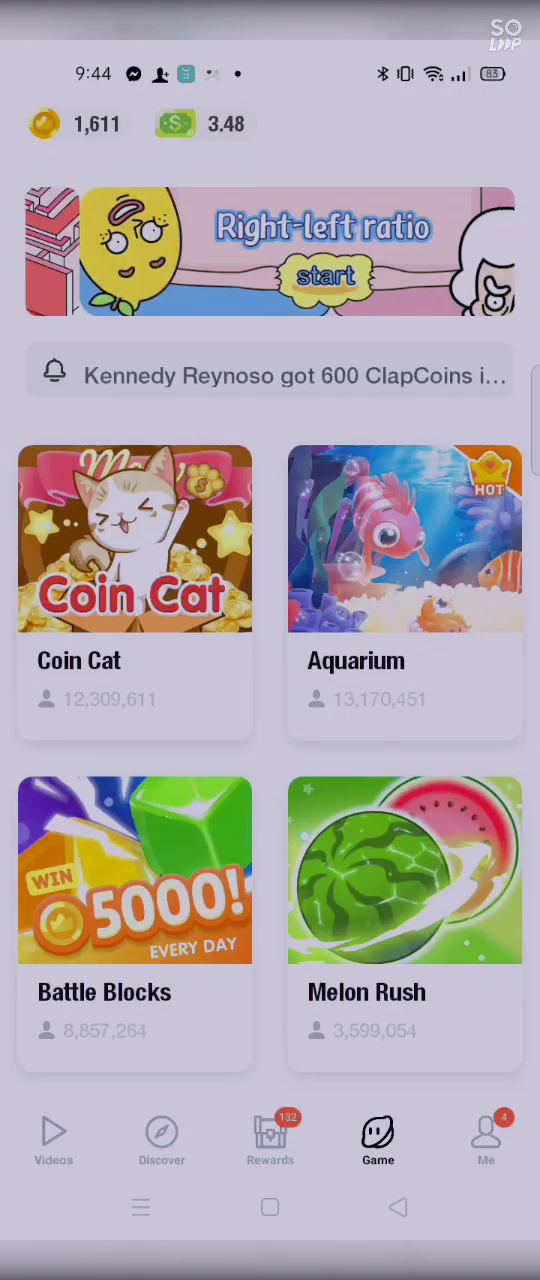 SO
LOOP
9:44
83
1,611
3.48
Right-left ratio
start
Kennedy Reynoso got 600 ClapCoins i...
HOT
Coin Cat
Coin Cat
12,309,611
Aquarium
13,170,451
WIN
5000!
EVERY DAY
Battle Blocks
8,857,264
Melon Rush
3,599,054
132
4
Videos
Discover
Rewards
Game
Me